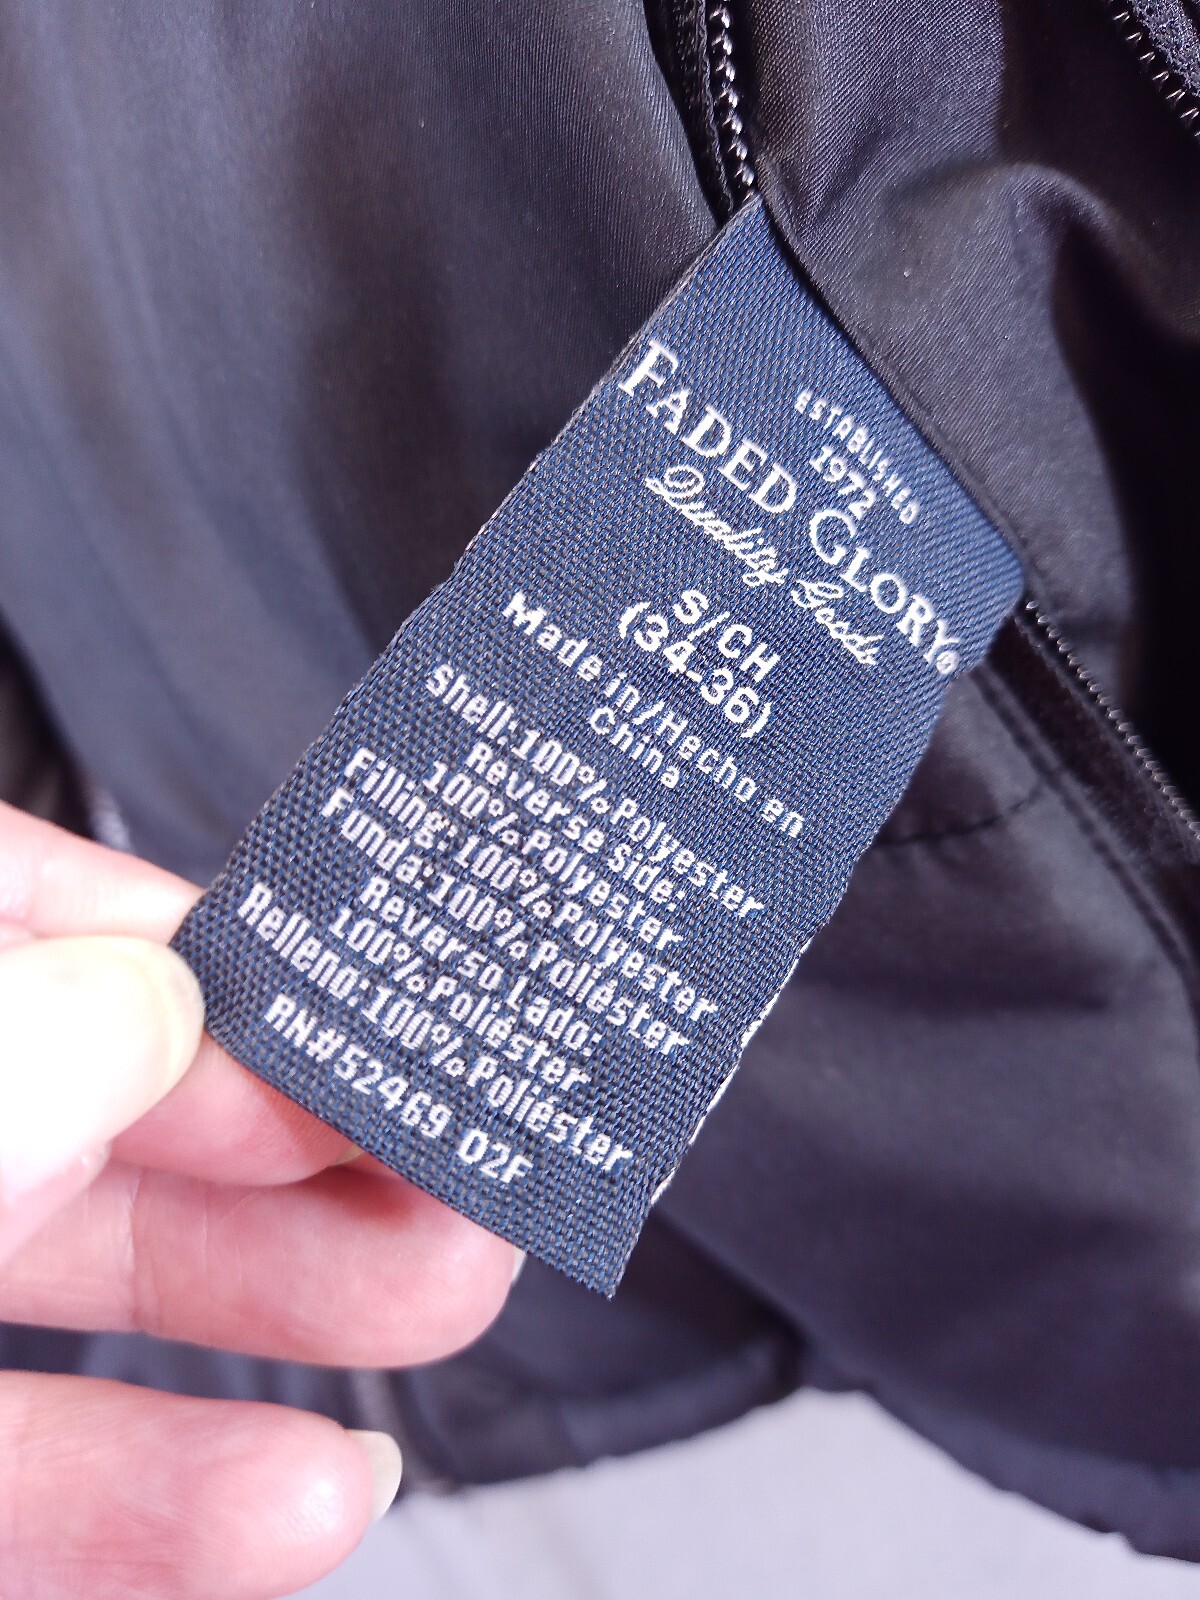 ESTABLISHED
1972
FADED GLORY®
Quality Goods
S/CH
(34-36)
Made in/Hecho en
China
Shell:100%Polyester
Reverse Side:
100%Polyester
Filling:100%Polyester
Funda:100%Poliéster
Reverso Lado:
100%Poliéster
Relleno:100%Poliéster
RN#52469 02F